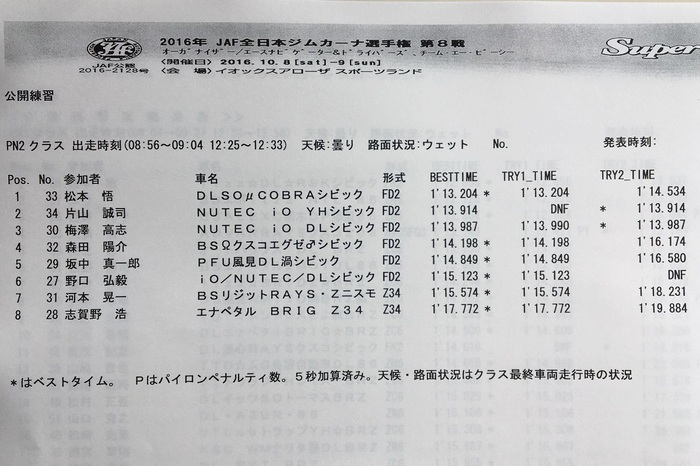 2016年 JAF全日本ジムカーナ選手権 第8戦
オーガナイザー/エースナビゲーター&ドライバーズ、チーム・エー・ピーシー
JAF公認 <開催日> 2016.10.8[sat]-9[sun]
2016-2128号 <会 場> イオックスアローザ スポーツランド
Super
公開練習
PN2クラス 出走時刻(08:56~09:04 12:25~12:33) 天候:曇り 路面状況:ウェット No. 発表時刻:
Pos. No. 参加者 車名 形式 BESTTIME TRY1_TIME TRY2_TIME
1 33 松本 悟 DLSOμCOBRAシビック FD2 1'13.204 * 1'13.204 1'14.534
2 34 片山 誠司 NUTEC iO YHシビック FD2 1'13.914 DNF * 1'13.914
3 30 梅澤 高志 NUTEC iO DLシビック FD2 1'13.987 1'13.990 * 1'13.987
4 32 森田 陽介 BSΩクスコエグゼ♂シビック FD2 1'14.198 * 1'14.198 1'16.174
5 29 坂中 真一郎 PFU風見DL渦シビック FD2 1'14.849 * 1'14.849 1'16.580
6 27 野口 弘毅 iO/NUTEC/DLシビック FD2 1'15.123 * 1'15.123 DNF
7 31 河本 晃一 BSリジットRAYS・Zニスモ Z34 1'15.574 * 1'15.574 1'18.231
8 28 志賀野 浩 エナペタル BRIG Z34 Z34 1'17.772 * 1'17.772 1'19.884
*はベストタイム。 Pはパイロンペナルティ数。5秒加算済み。天候・路面状況はクラス最終車両走行時の状況